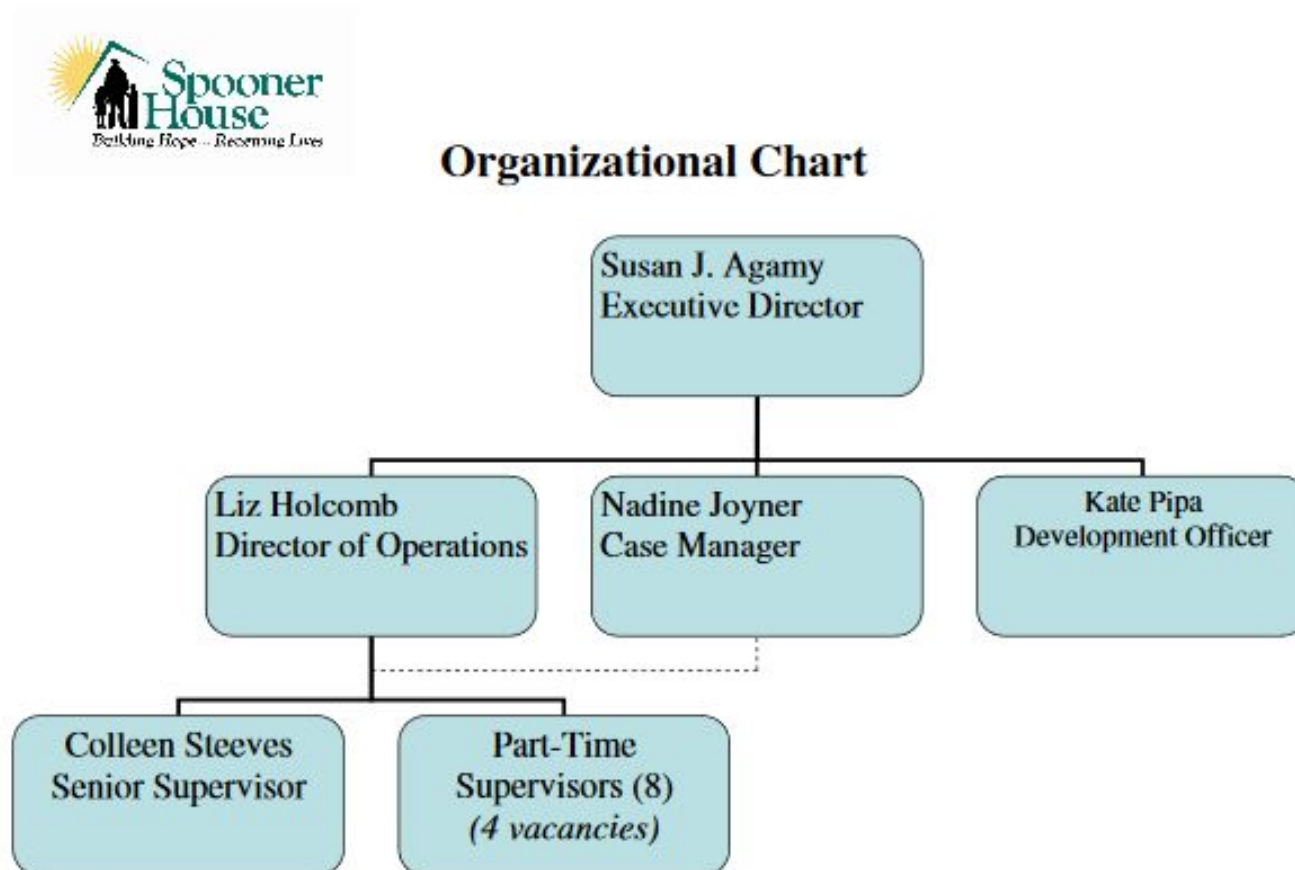 Spooner
House
Building Hope... Renewing Lives
Organizational Chart
Susan J. Agamy
Executive Director
Liz Holcomb
Director of Operations
Nadine Joyner
Case Manager
Kate Pipa
Development Officer
Colleen Steeves
Senior Supervisor
Part-Time
Supervisors (8)
(4 vacancies)